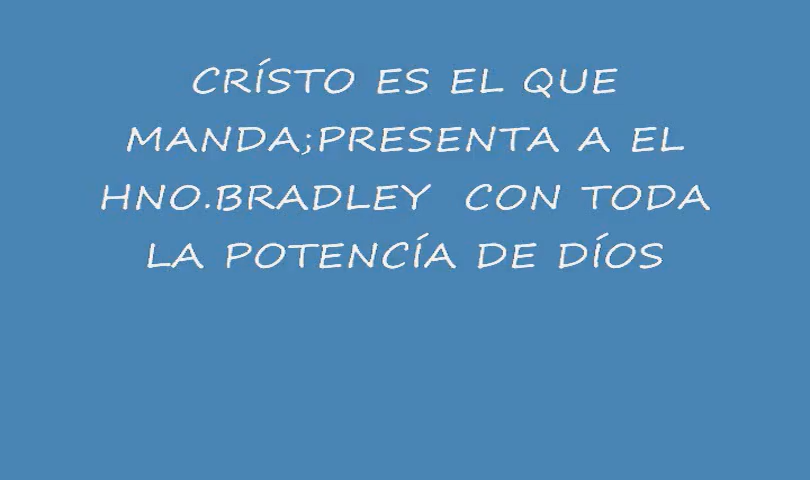 CRÍSTO ES EL QUE
MANDA;PRESENTA A EL
HNO.BRADLEY CON TODA
LA POTENCÍA DE DÍOS